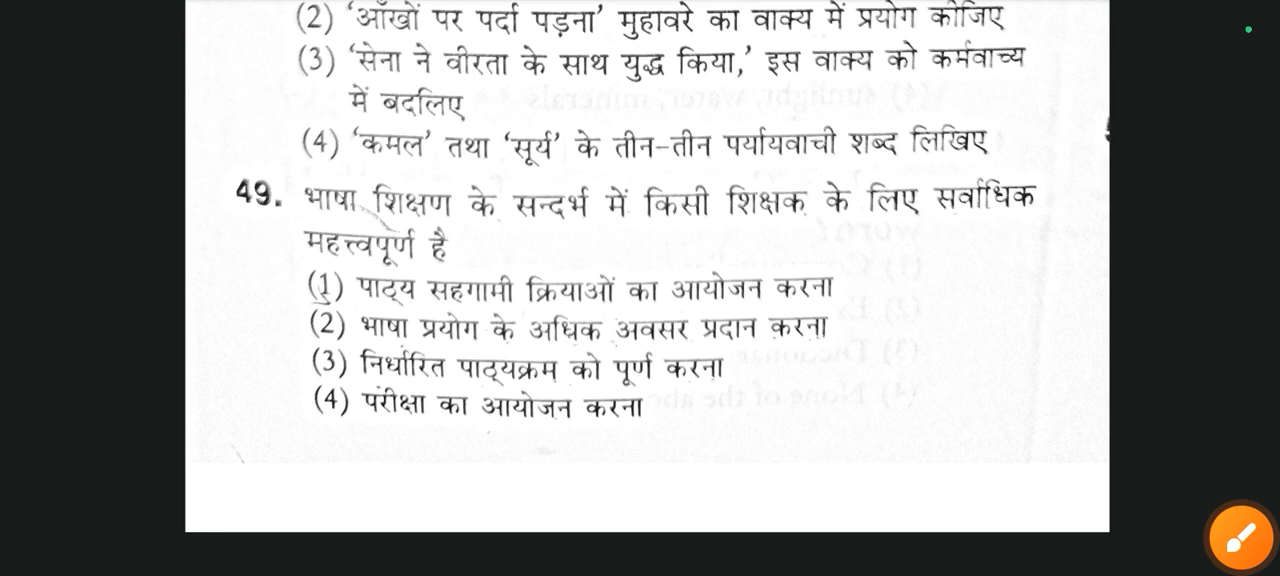 (2) 'आँखों पर पर्दा पड़ना' मुहावरे का वाक्य में प्रयोग कीजिए
(3) 'सेना ने वीरता के साथ युद्ध किया,' इस वाक्य को कर्मवाच्य
में बदलिए
(4) 'कमल' तथा 'सूर्य' के तीन-तीन पर्यायवाची शब्द लिखिए
49. भाषा शिक्षण के सन्दर्भ में किसी शिक्षक के लिए सर्वाधिक
महत्त्वपूर्ण है
(1) पाठ्य सहगामी क्रियाओं का आयोजन करना
(2) भाषा प्रयोग के अधिक अवसर प्रदान करना
(3) निर्धारित पाठ्यक्रम को पूर्ण करना
(4) परीक्षा का आयोजन करना